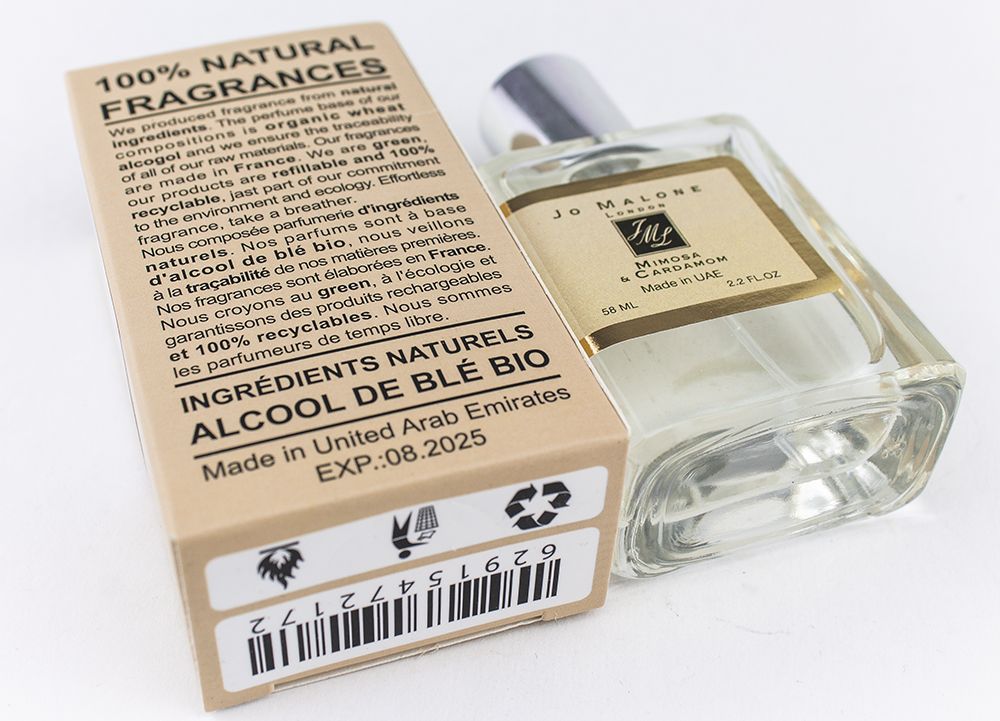 100% NATURAL
FRAGRANCES
We produced fragrance from natural
ingredients. The perfume base of our
compositions is organic wheat
alcogol and we ensure the traceability
of all of our raw materials. Our fragrances
are made in France. We are green,
our products are refillable and 100%
recyclable, jast part of our commitment
to the environment and ecology. Effortless
fragrance, take a breather.
Nous composée parfumerie d'ingrédients
naturels. Nos parfums sont à base
d'alcool de blé bio, nous veillons
à la traçabilité de nos matières premières.
Nos fragrances sont élaborées en France.
Nous croyons au green, à l'écologie et
garantissons des produits rechargeables
et 100% recyclables. Nous sommes
les parfumeurs de temps libre.
INGRÉDIENTS NATURELS
ALCOOL DE BLÉ BIO
Made in United Arab Emirates
EXP.:08.2025
62915472172
JO MALONE
LONDON
JML
MIMOSA
& CARDAMOM
Made in UAE
58 ML 2.2 FL.OZ